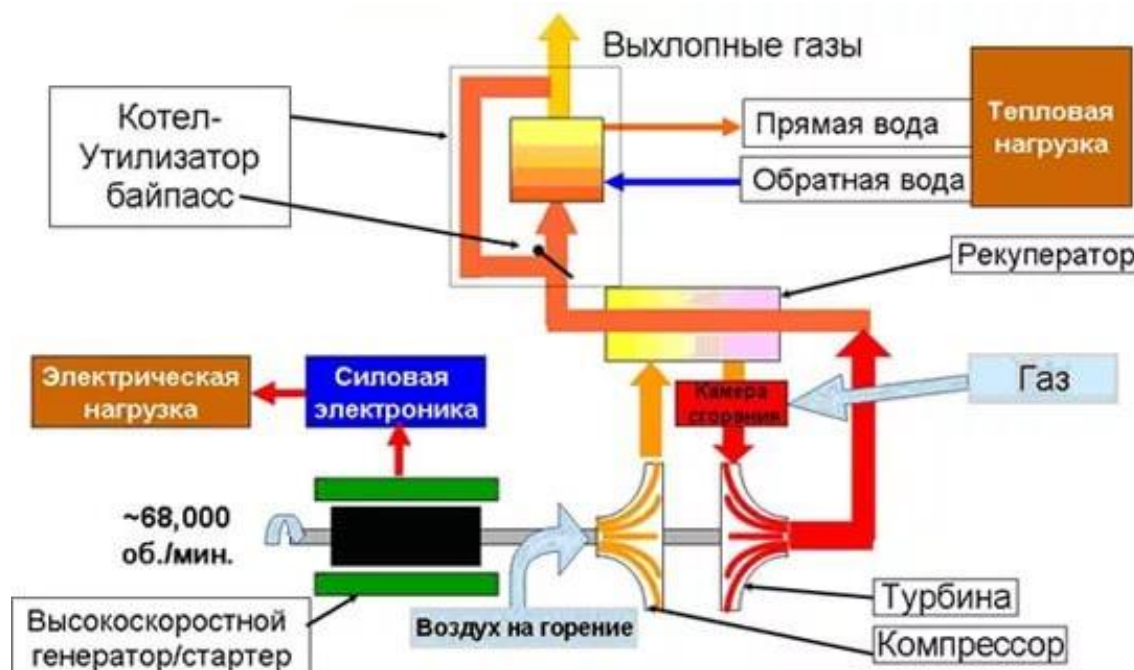 Выхлопные газы
Котел-
Утилизатор
байпасс
Прямая вода
Обратная вода
Тепловая
нагрузка
Рекуператор
Электрическая
нагрузка
Силовая
электроника
Камера
сгорания
Газ
~68,000
об./мин.
Высокоскоростной
генератор/стартер
Воздух на горение
Турбина
Компрессор